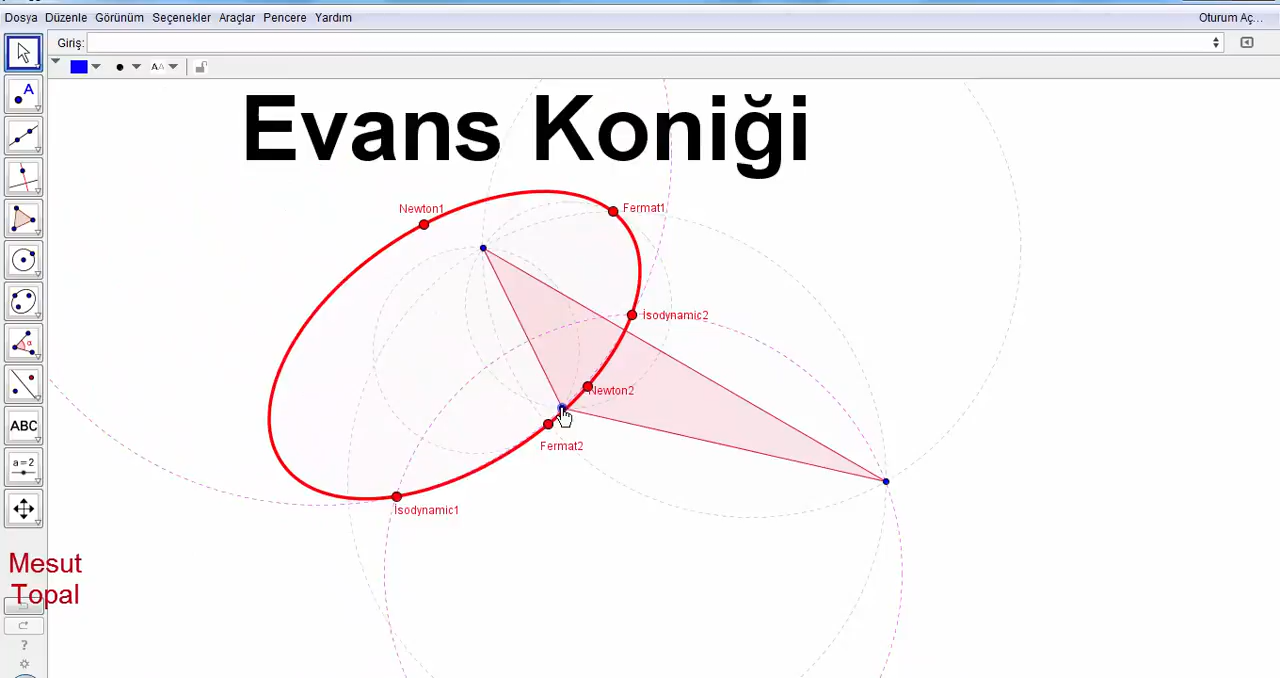 Dosya Düzenle Görünüm Seçenekler Araçlar Pencere Yardım Oturum Aç...
Giriş:
AA
A
Evans Koniği
Newton1
Fermat1
İsodynamic2
Newton2
Fermat2
İsodynamic1
α
ABC
a=2
Mesut
Topal
?